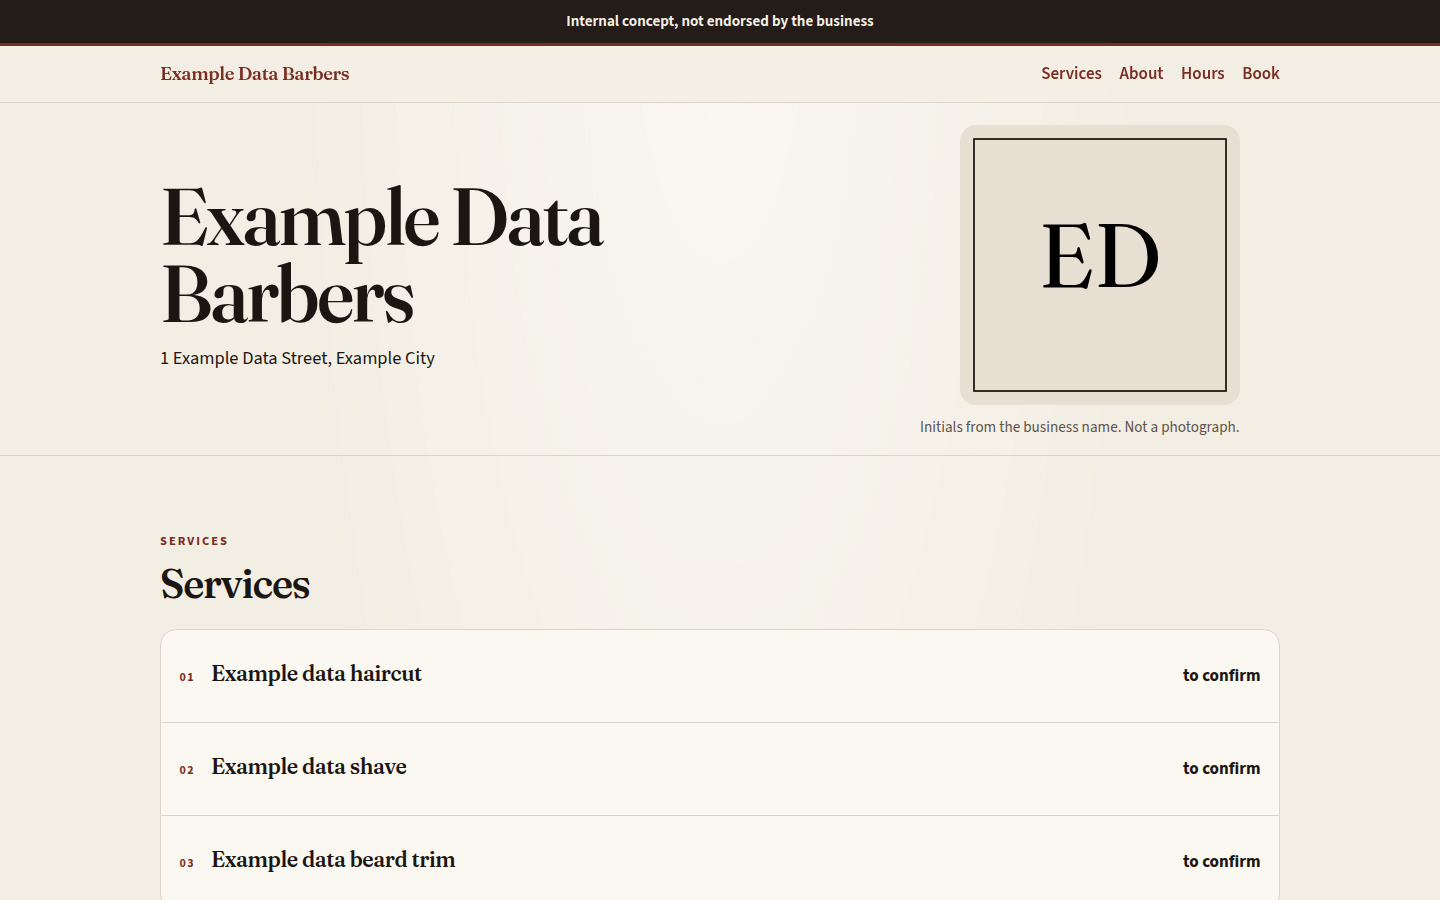 Internal concept, not endorsed by the business
Example Data Barbers
Services About Hours Book
Example Data
Barbers
1 Example Data Street, Example City
ED
Initials from the business name. Not a photograph.
SERVICES
Services
01 Example data haircut to confirm
02 Example data shave to confirm
03 Example data beard trim to confirm